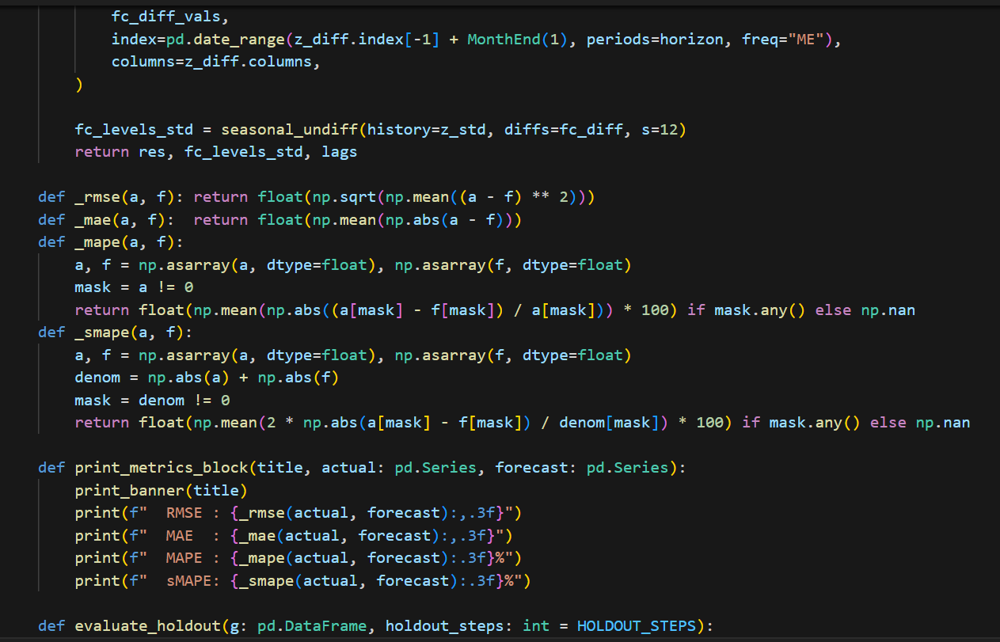 fc_diff_vals,
        index=pd.date_range(z_diff.index[-1] + MonthEnd(1), periods=horizon, freq="ME"),
        columns=z_diff.columns,
    )

    fc_levels_std = seasonal_undiff(history=z_std, diffs=fc_diff, s=12)
    return res, fc_levels_std, lags

def _rmse(a, f): return float(np.sqrt(np.mean((a - f) ** 2)))
def _mae(a, f):  return float(np.mean(np.abs(a - f)))
def _mape(a, f):
    a, f = np.asarray(a, dtype=float), np.asarray(f, dtype=float)
    mask = a != 0
    return float(np.mean(np.abs((a[mask] - f[mask]) / a[mask])) * 100) if mask.any() else np.nan
def _smape(a, f):
    a, f = np.asarray(a, dtype=float), np.asarray(f, dtype=float)
    denom = np.abs(a) + np.abs(f)
    mask = denom != 0
    return float(np.mean(2 * np.abs(a[mask] - f[mask]) / denom[mask]) * 100) if mask.any() else np.nan

def print_metrics_block(title, actual: pd.Series, forecast: pd.Series):
    print_banner(title)
    print(f"  RMSE : {_rmse(actual, forecast):,.3f}")
    print(f"  MAE  : {_mae(actual, forecast):,.3f}")
    print(f"  MAPE : {_mape(actual, forecast):.3f}%")
    print(f"  sMAPE: {_smape(actual, forecast):.3f}%")

def evaluate_holdout(g: pd.DataFrame, holdout_steps: int = HOLDOUT_STEPS):